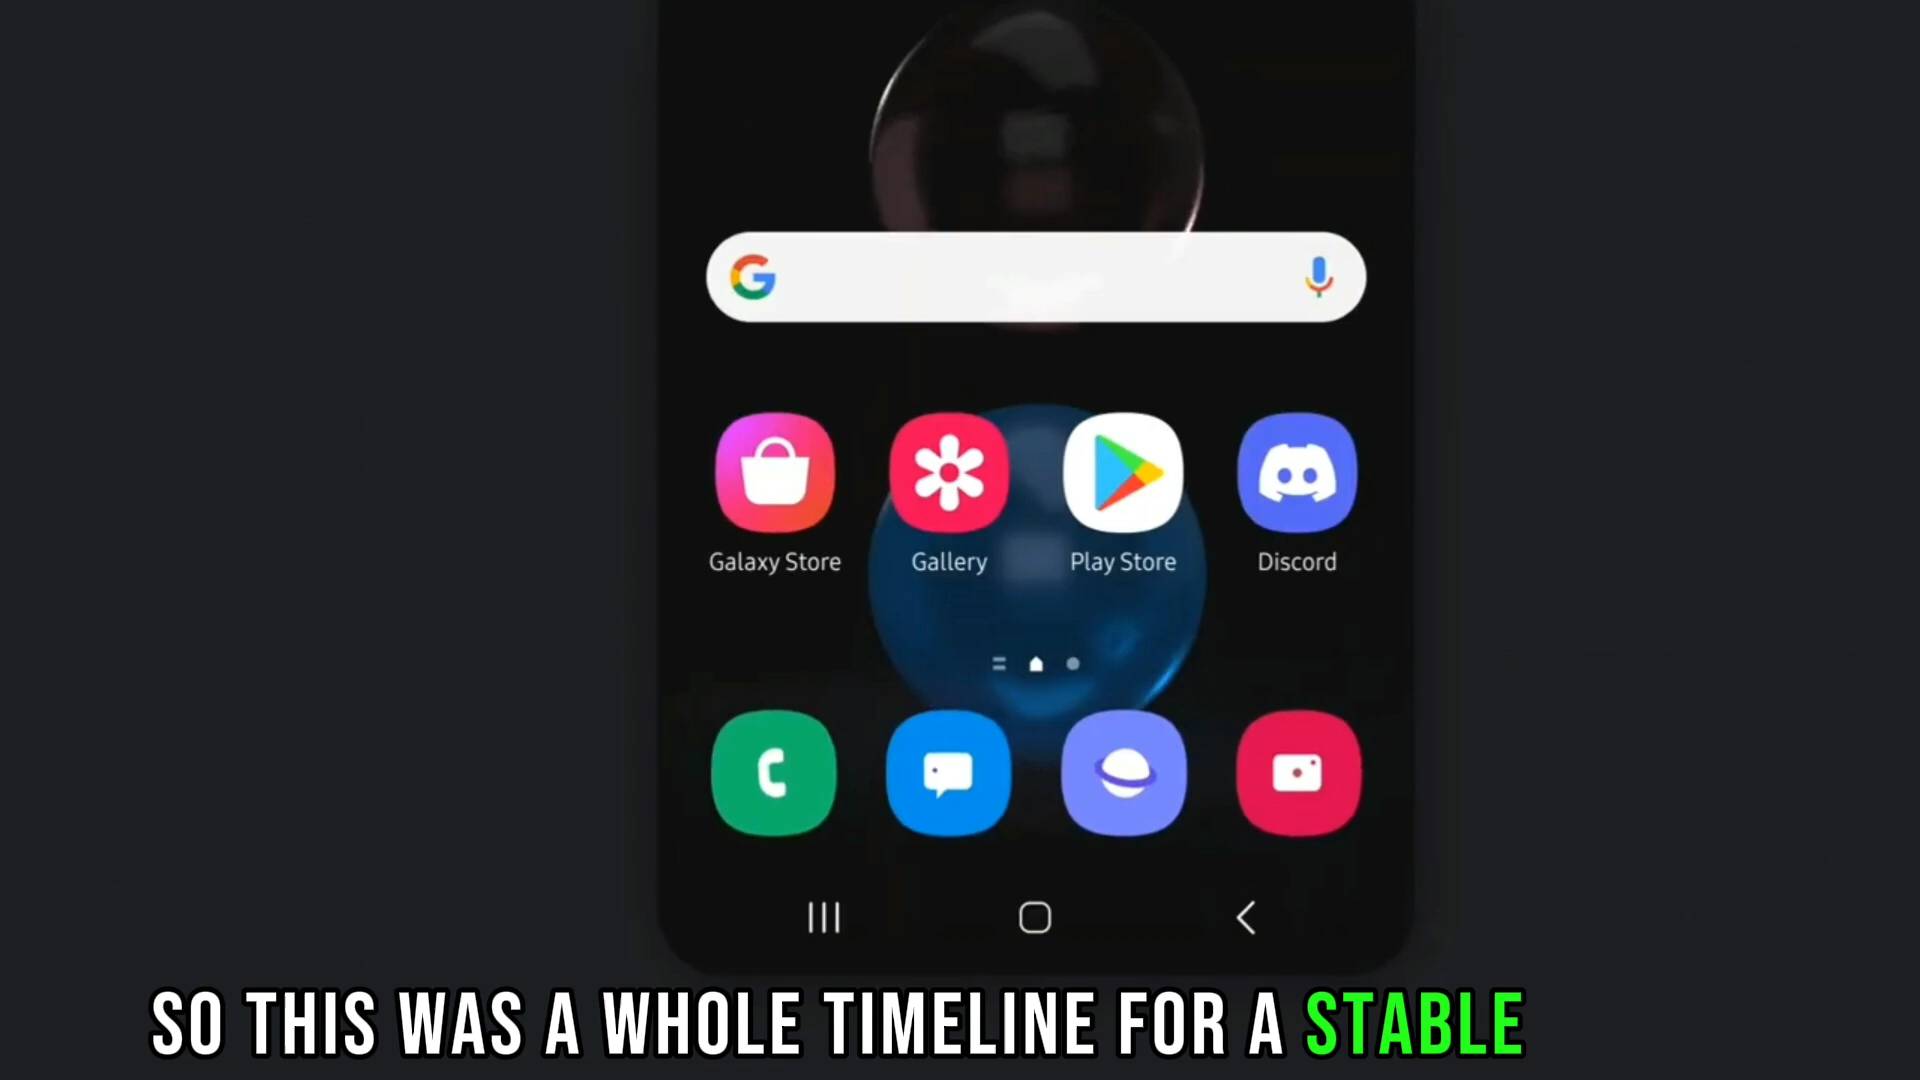 Galaxy Store Gallery Play Store Discord
SO THIS WAS A WHOLE TIMELINE FOR A STABLE